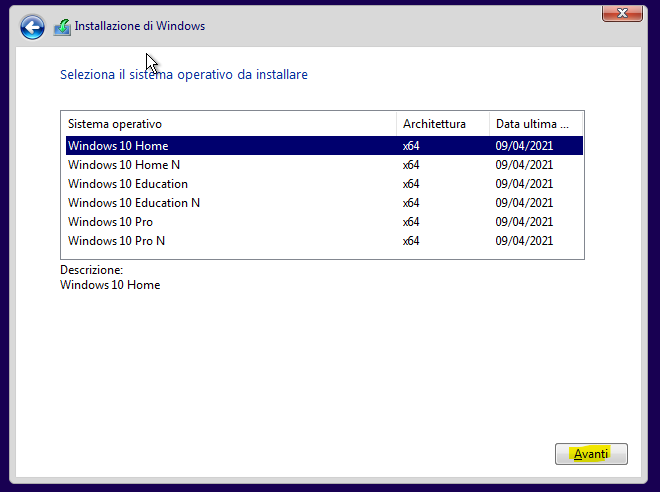 Installazione di Windows
Seleziona il sistema operativo da installare
Sistema operativo Architettura Data ultima ...
Windows 10 Home x64 09/04/2021
Windows 10 Home N x64 09/04/2021
Windows 10 Education x64 09/04/2021
Windows 10 Education N x64 09/04/2021
Windows 10 Pro x64 09/04/2021
Windows 10 Pro N x64 09/04/2021
Descrizione:
Windows 10 Home
Avanti